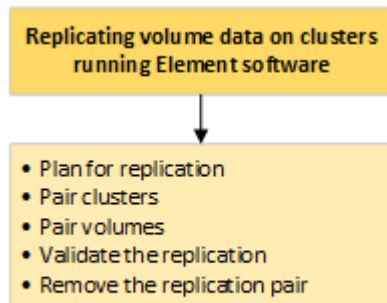 Replicating volume data on clusters
running Element software
• Plan for replication
• Pair clusters
• Pair volumes
• Validate the replication
• Remove the replication pair